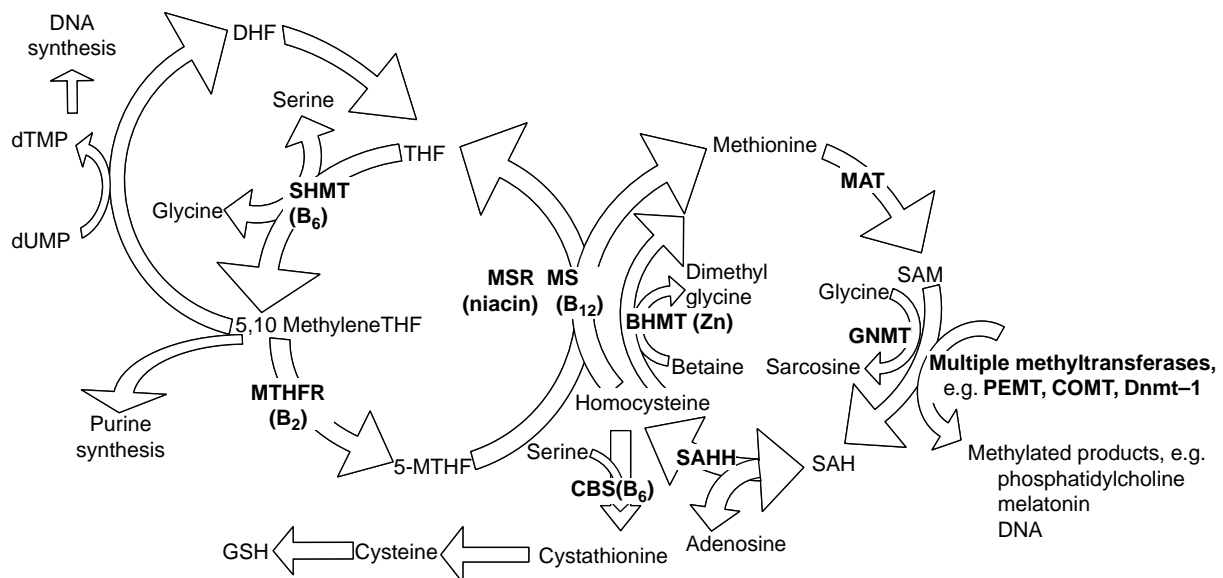 DNA
synthesis
DHF
Serine
dTMP
THF
Methionine
MAT
SHMT
(B6)
Glycine
dUMP
MSR MS
(niacin) (B12)
Dimethyl
glycine
SAM
Glycine
BHMT (Zn)
5,10 MethyleneTHF
GNMT
Betaine
Sarcosine
Multiple methyltransferases,
e.g. PEMT, COMT, Dnmt–1
MTHFR
(B2)
Homocysteine
Purine
synthesis
5-MTHF
Serine
SAHH
SAH
Methylated products, e.g.
phosphatidylcholine
melatonin
DNA
CBS(B6)
Adenosine
GSH
Cysteine
Cystathionine